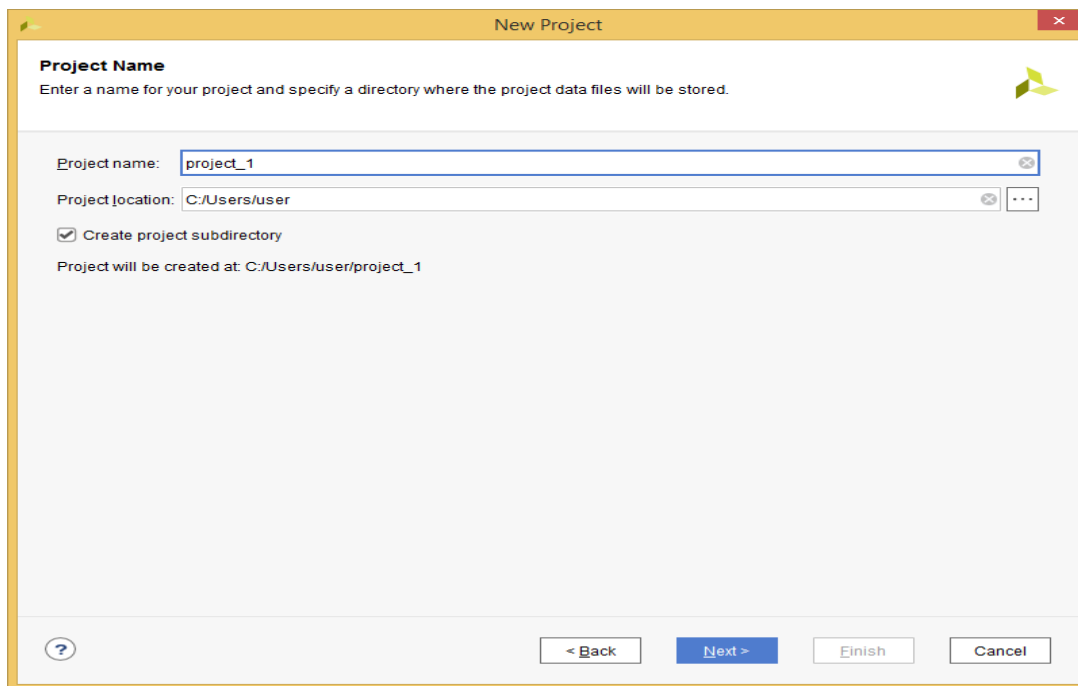 New Project
Project Name
Enter a name for your project and specify a directory where the project data files will be stored.
Project name: project_1
Project location: C:/Users/user ...
Create project subdirectory
Project will be created at: C:/Users/user/project_1
? < Back Next > Finish Cancel